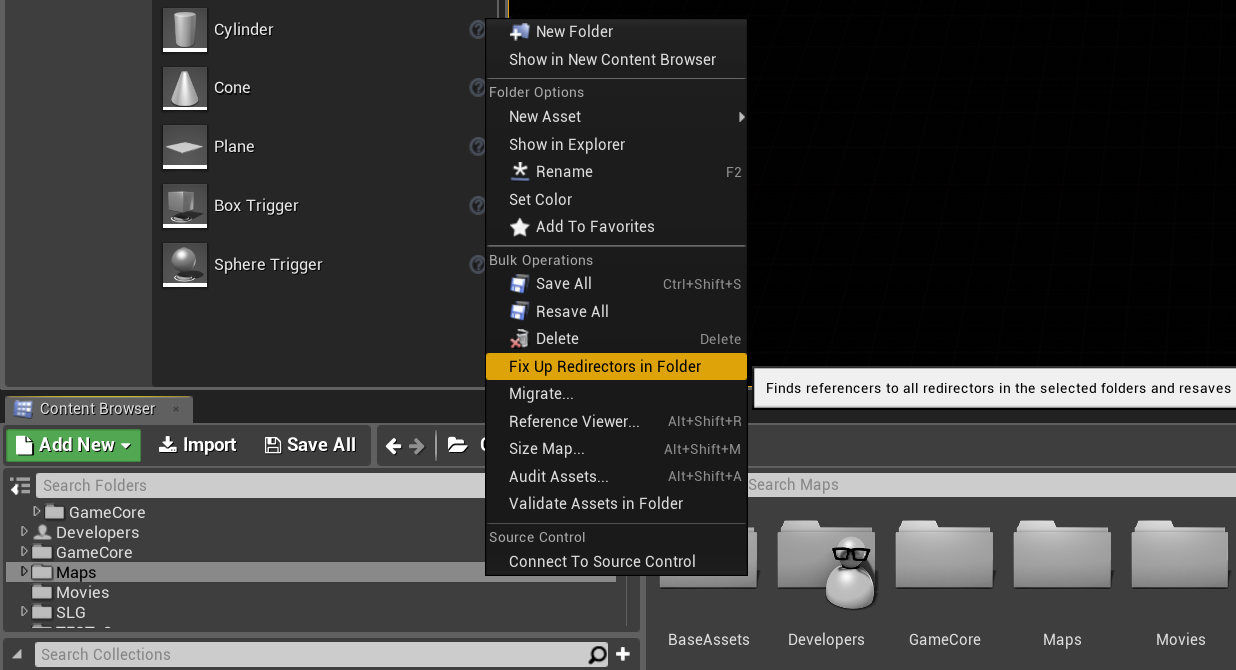 Cylinder
Cone
Plane
Box Trigger
Sphere Trigger
New Folder
Show in New Content Browser
Folder Options
New Asset
Show in Explorer
Rename F2
Set Color
Add To Favorites
Bulk Operations
Save All Ctrl+Shift+S
Resave All
Delete Delete
Fix Up Redirectors in Folder
Migrate...
Reference Viewer... Alt+Shift+R
Size Map... Alt+Shift+M
Audit Assets... Alt+Shift+A
Validate Assets in Folder
Source Control
Connect To Source Control
Finds referencers to all redirectors in the selected folders and resaves
Content Browser
Add New Import Save All
Search Folders
GameCore
Developers
GameCore
Maps
Movies
SLG
Search Collections
Search Maps
BaseAssets Developers GameCore Maps Movies